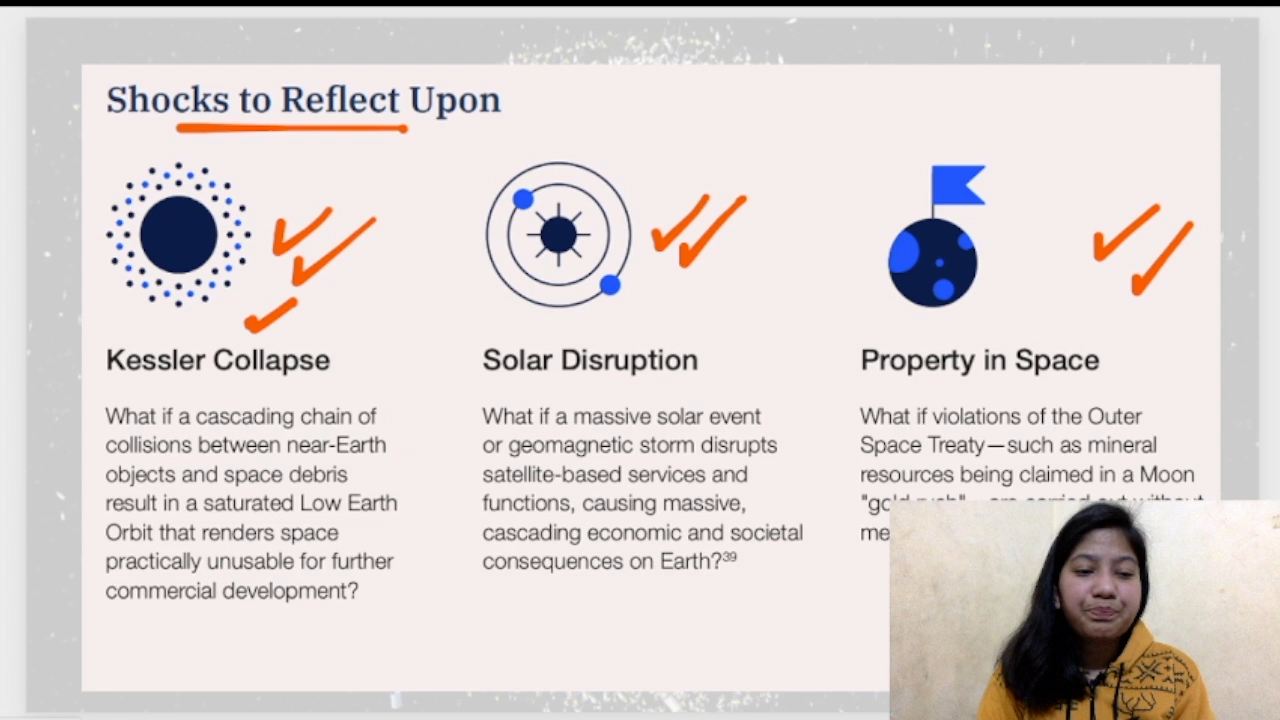 Shocks to Reflect Upon
Kessler Collapse
What if a cascading chain of
collisions between near-Earth
objects and space debris
result in a saturated Low Earth
Orbit that renders space
practically unusable for further
commercial development?
Solar Disruption
What if a massive solar event
or geomagnetic storm disrupts
satellite-based services and
functions, causing massive,
cascading economic and societal
consequences on Earth?³⁹
Property in Space
What if violations of the Outer
Space Treaty—such as mineral
resources being claimed in a Moon